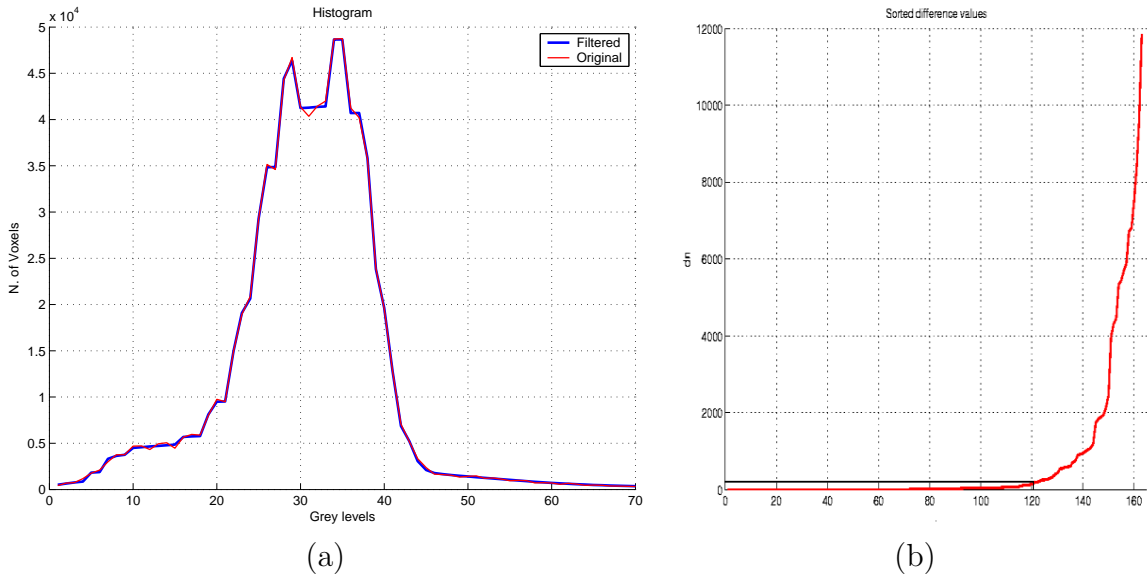 Histogram
x 10⁴
5
4.5
4
3.5
3
2.5
2
1.5
1
0.5
0
N. of Voxels
0 10 20 30 40 50 60 70
Grey levels
Filtered
Original
(a)
Sorted difference values
12000
10000
8000
6000
4000
2000
0
0 20 40 60 80 100 120 140 160
(b)